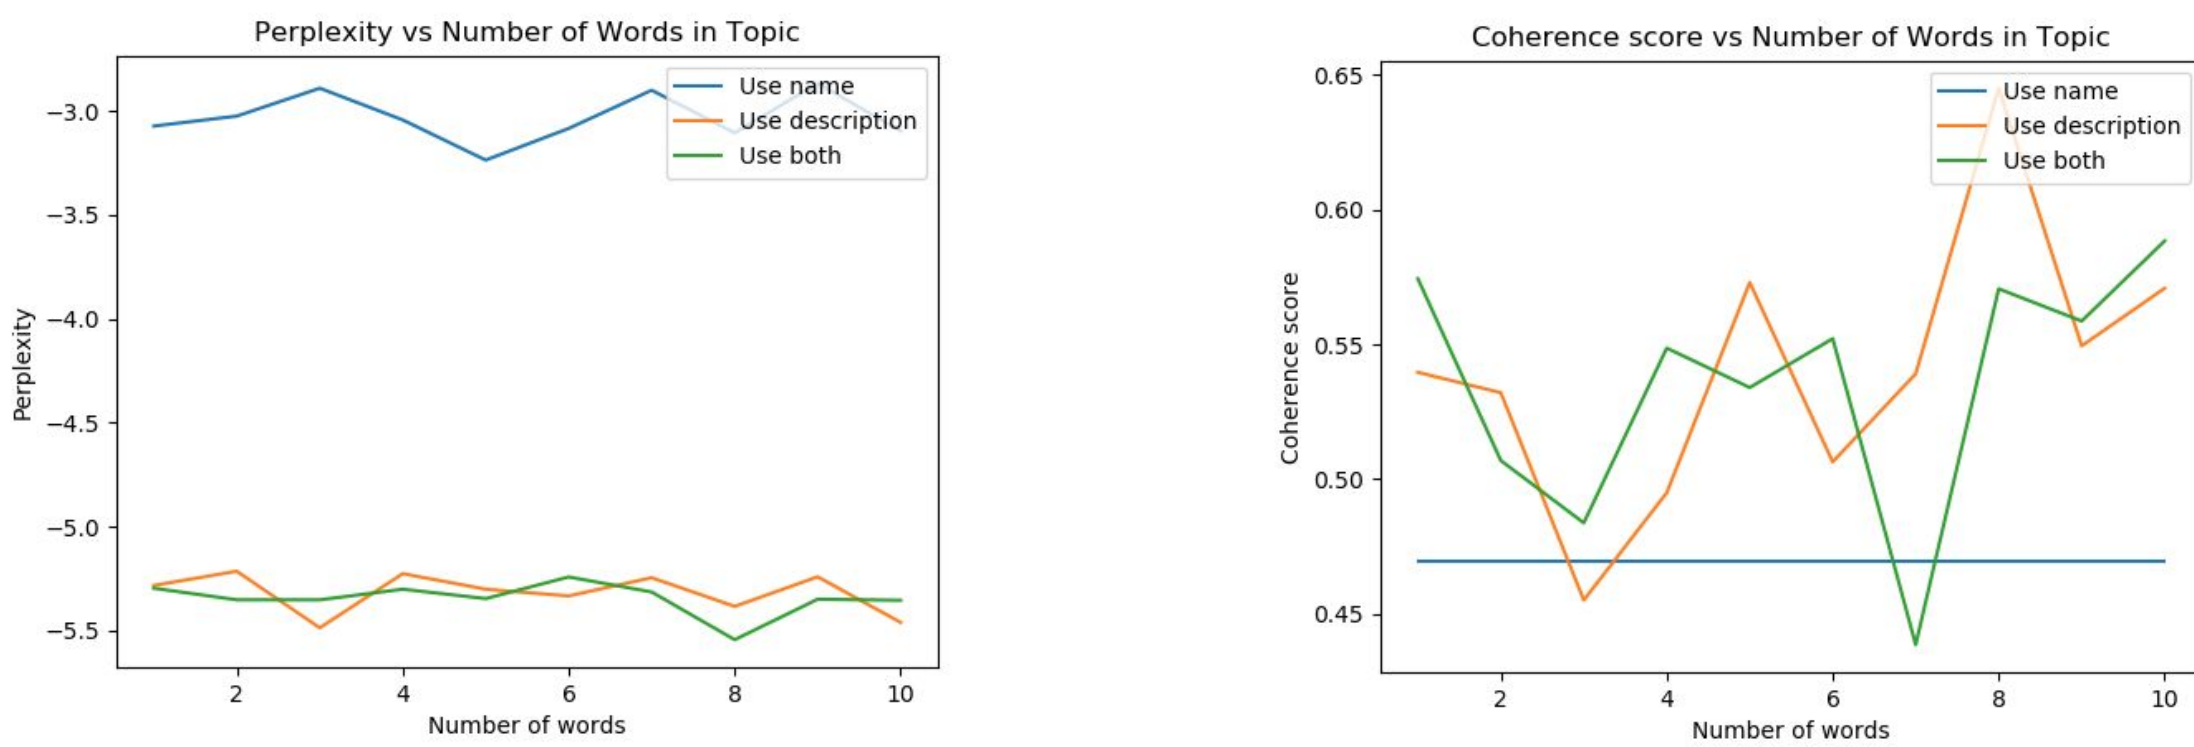 Perplexity vs Number of Words in Topic
Use name
Use description
Use both
−3.0
−3.5
−4.0
−4.5
−5.0
−5.5
Perplexity
2 4 6 8 10
Number of words
Coherence score vs Number of Words in Topic
Use name
Use description
Use both
0.65
0.60
0.55
0.50
0.45
Coherence score
2 4 6 8 10
Number of words